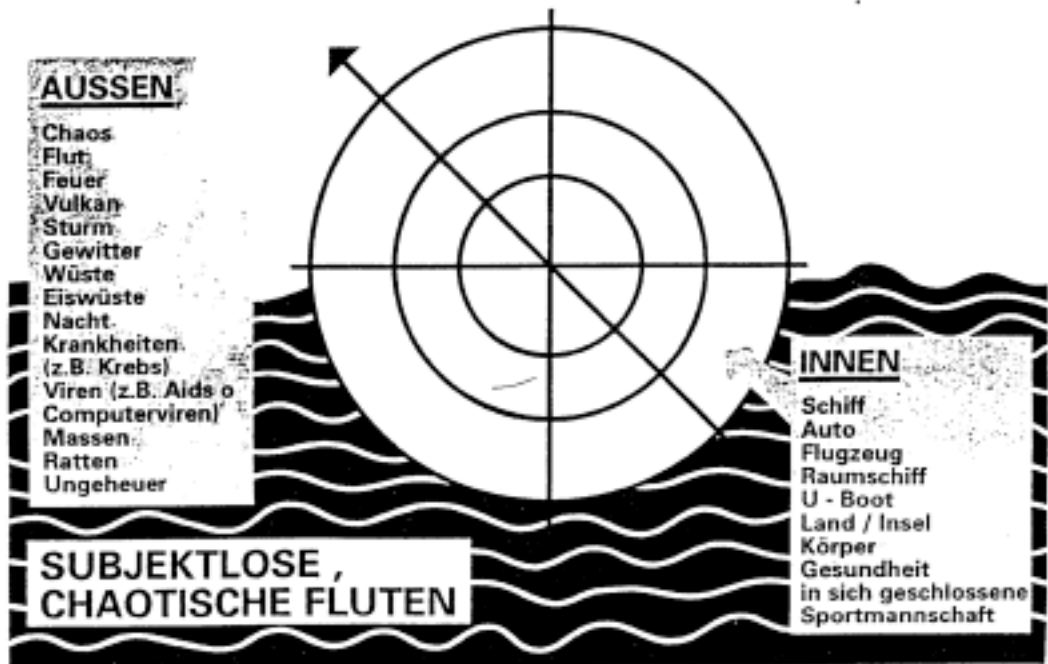 AUSSEN
Chaos
Flut
Feuer
Vulkan
Sturm
Gewitter
Wüste
Eiswüste
Nacht
Krankheiten
(z.B. Krebs)
Viren (z.B. Aids o
Computerviren)
Massen
Ratten
Ungeheuer
SUBJEKTLOSE ,
CHAOTISCHE FLUTEN
INNEN
Schiff
Auto
Flugzeug
Raumschiff
U - Boot
Land / Insel
Körper
Gesundheit
in sich geschlossene
Sportmannschaft